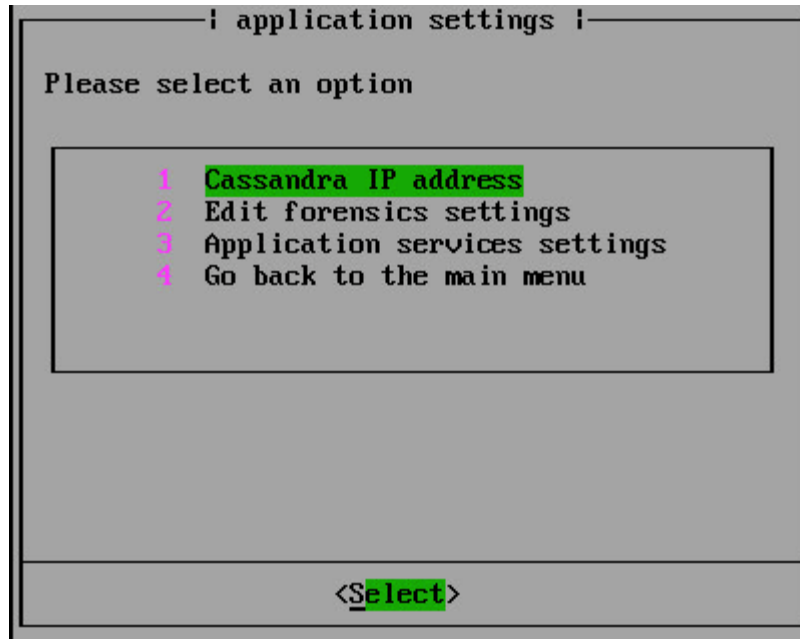 application settings
Please select an option
1 Cassandra IP address
2 Edit forensics settings
3 Application services settings
4 Go back to the main menu
<Select>